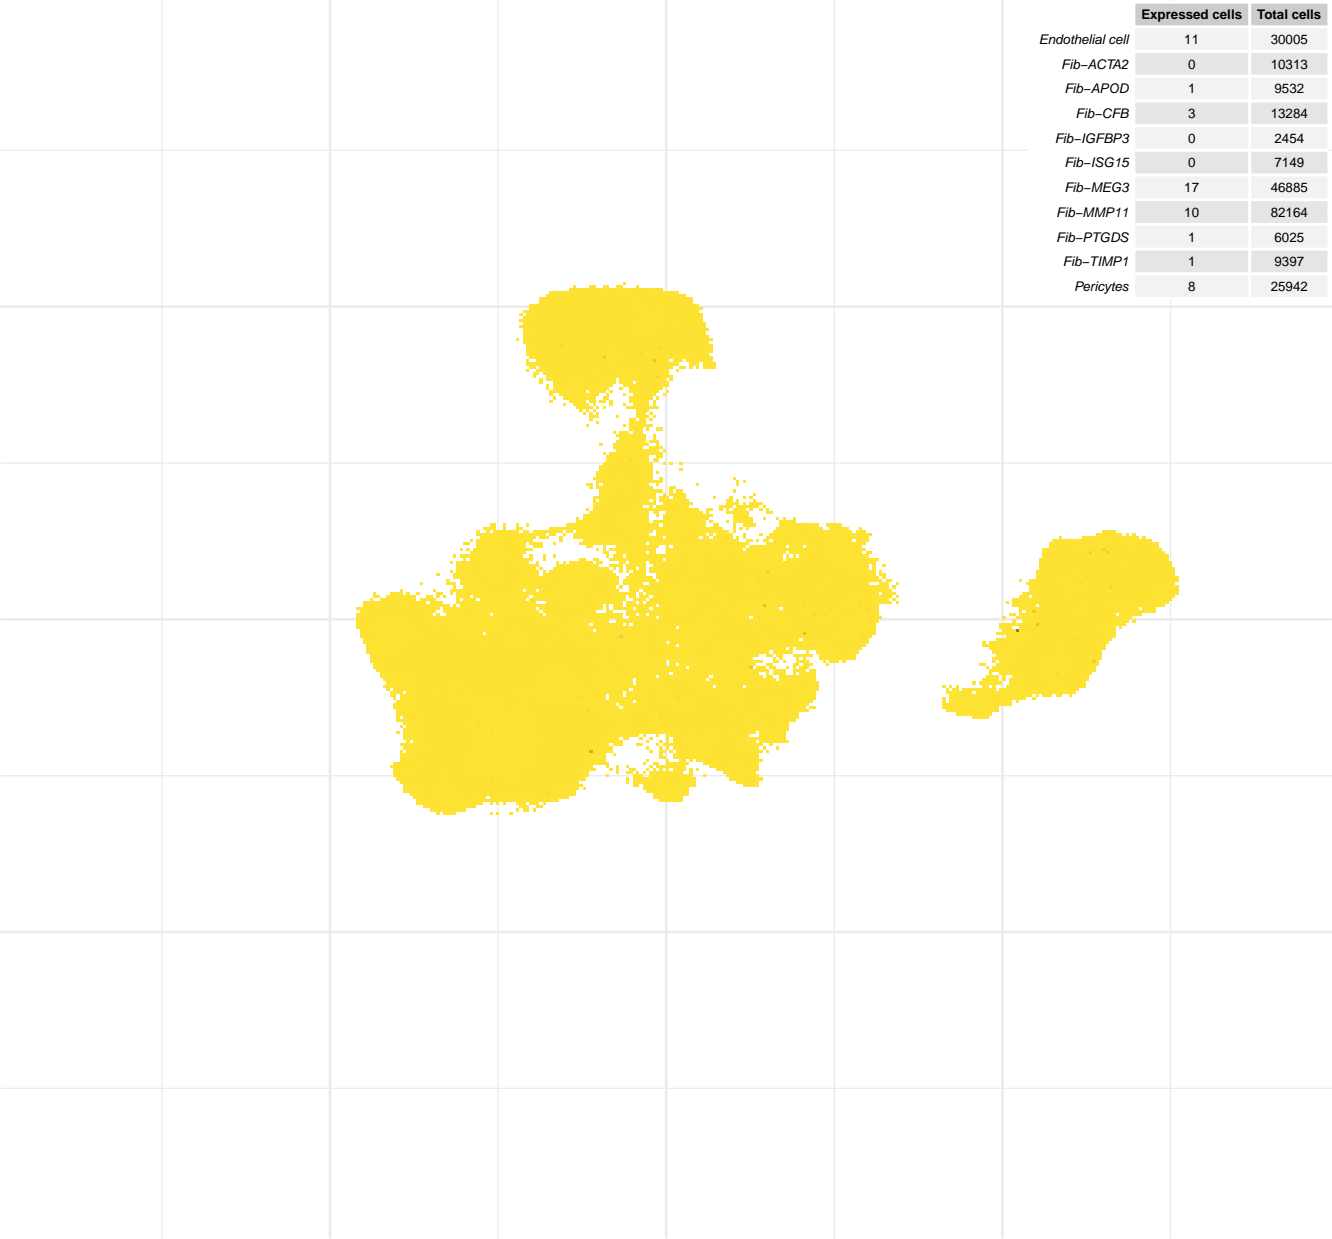 Expressed cells Total cells
Endothelial cell 11 30005
Fib−ACTA2 0 10313
Fib−APOD 1 9532
Fib−CFB 3 13284
Fib−IGFBP3 0 2454
Fib−ISG15 0 7149
Fib−MEG3 17 46885
Fib−MMP11 10 82164
Fib−PTGDS 1 6025
Fib−TIMP1 1 9397
Pericytes 8 25942